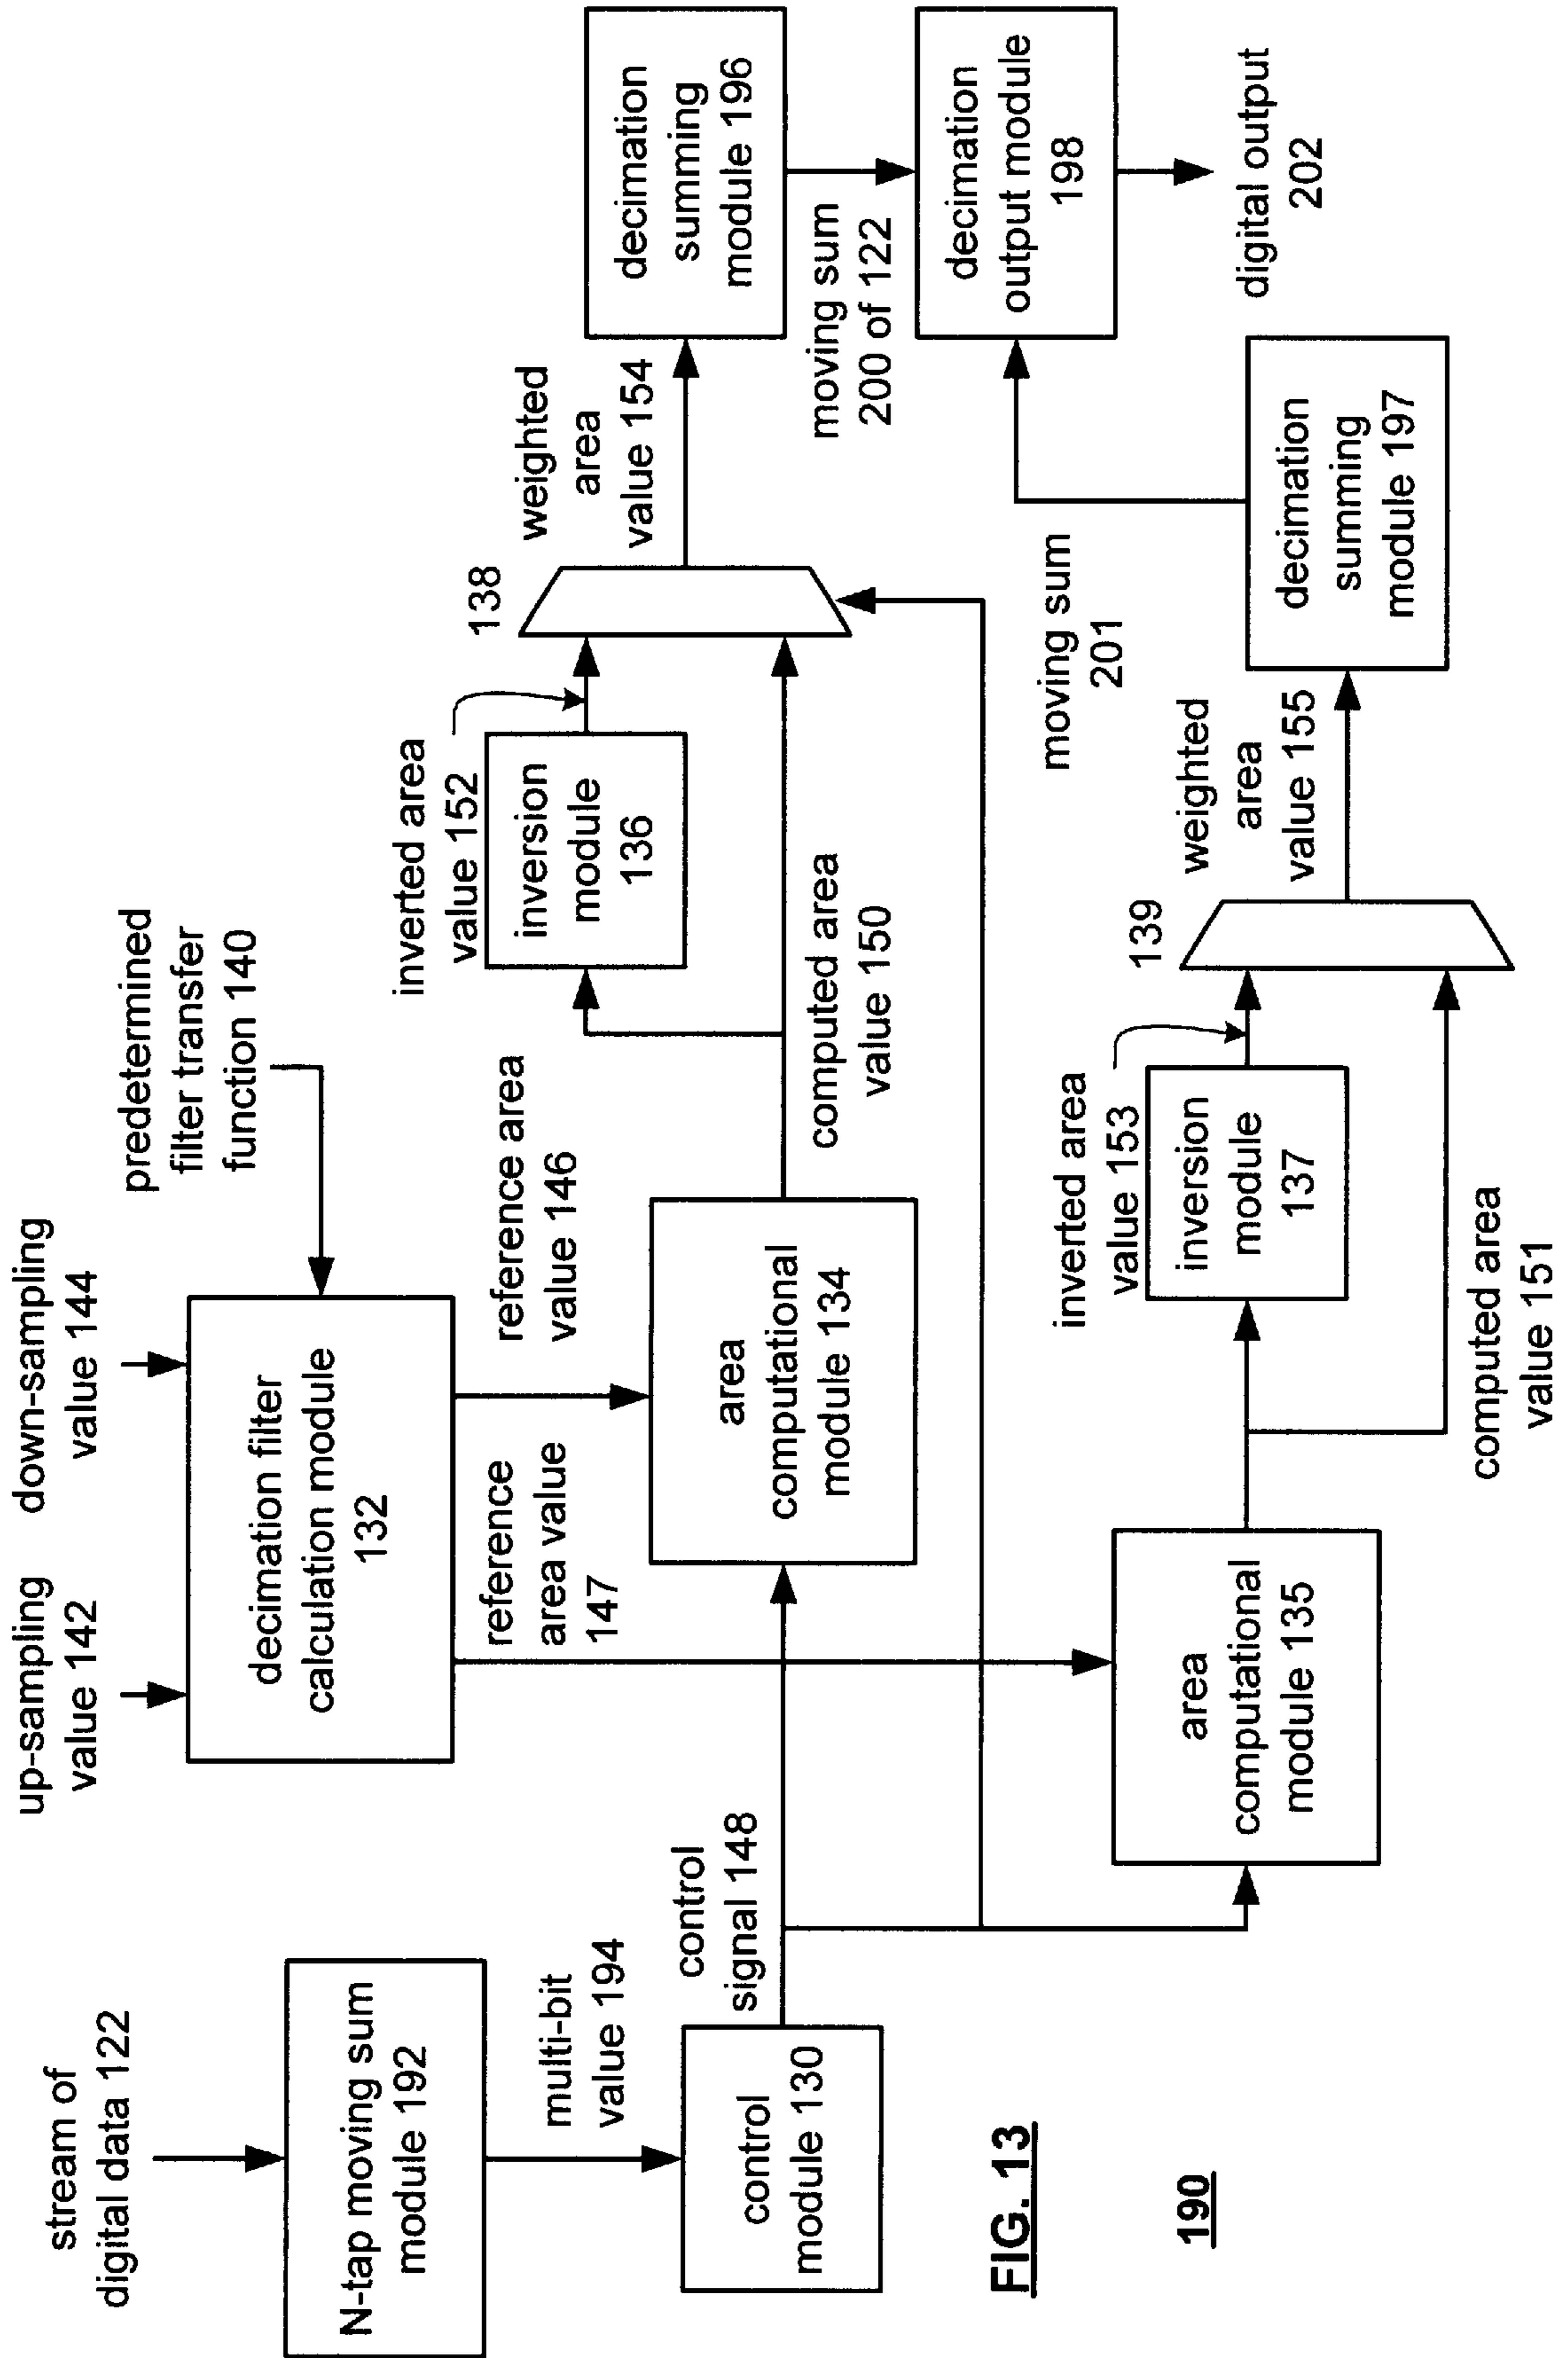 stream of
digital data 122
N-tap moving sum
module 192
multi-bit
value 194
control
module 130
control
signal 148
up-sampling
value 142
down-sampling
value 144
predetermined
filter transfer
function 140
decimation filter
calculation module
132
reference area
value 146
reference
area value
147
area
computational
module 134
computed area
value 150
inverted area
value 152
inversion
module
136
138
weighted
area
value 154
decimation
summing
module 196
moving sum
200 of 122
decimation
output module
198
digital output
202
area
computational
module 135
computed area
value 151
inverted area
value 153
inversion
module
137
139
weighted
area
value 155
decimation
summing
module 197
moving sum
201
FIG. 13
190